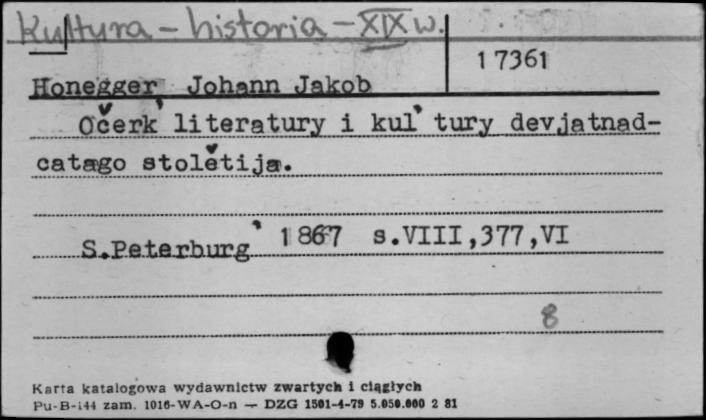 Kultura - historia - XIX w.
17361
Honegger Johann Jakob
Očerk' literatury i kul'tury devjatnad-
catago stolětija.
S.Peterburg' 1867 s.VIII,377,VI
8
Karta katalogowa wydawnictw zwartych i ciągłych
Pu-B-144 zam. 1016-WA-O-n — DZG 1501-4-79 5.050.000 2 81